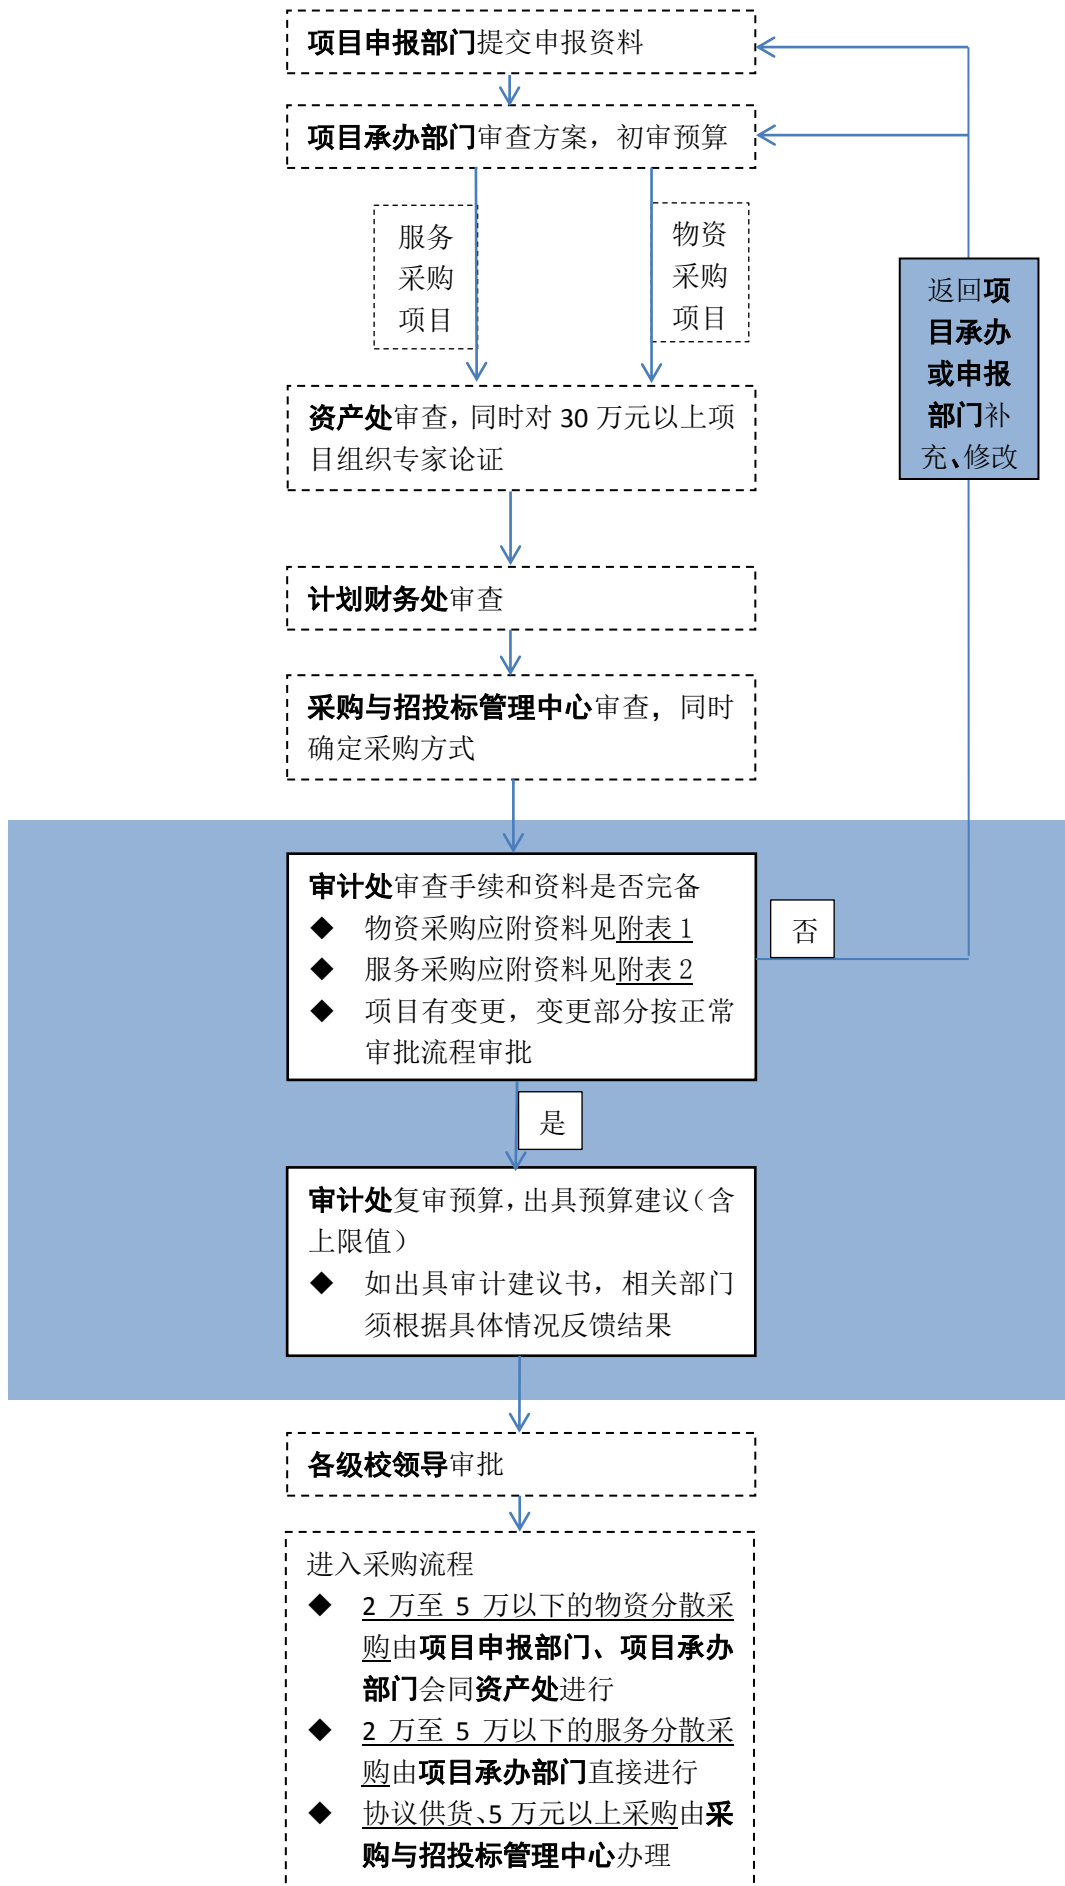 项目申报部门提交申报资料
项目承办部门审查方案，初审预算
服务
采购
项目
物资
采购
项目
返回项
目承办
或申报
部门补
充、修改
资产处审查，同时对 30 万元以上项
目组织专家论证
计划财务处审查
采购与招投标管理中心审查，同时
确定采购方式
审计处审查手续和资料是否完备
◆ 物资采购应附资料见附表 1
◆ 服务采购应附资料见附表 2
◆ 项目有变更，变更部分按正常
审批流程审批
否
是
审计处复审预算，出具预算建议（含
上限值）
◆ 如出具审计建议书，相关部门
须根据具体情况反馈结果
各级校领导审批
进入采购流程
◆ 2 万至 5 万以下的物资分散采
购由项目申报部门、项目承办
部门会同资产处进行
◆ 2 万至 5 万以下的服务分散采
购由项目承办部门直接进行
◆ 协议供货、5 万元以上采购由采
购与招投标管理中心办理